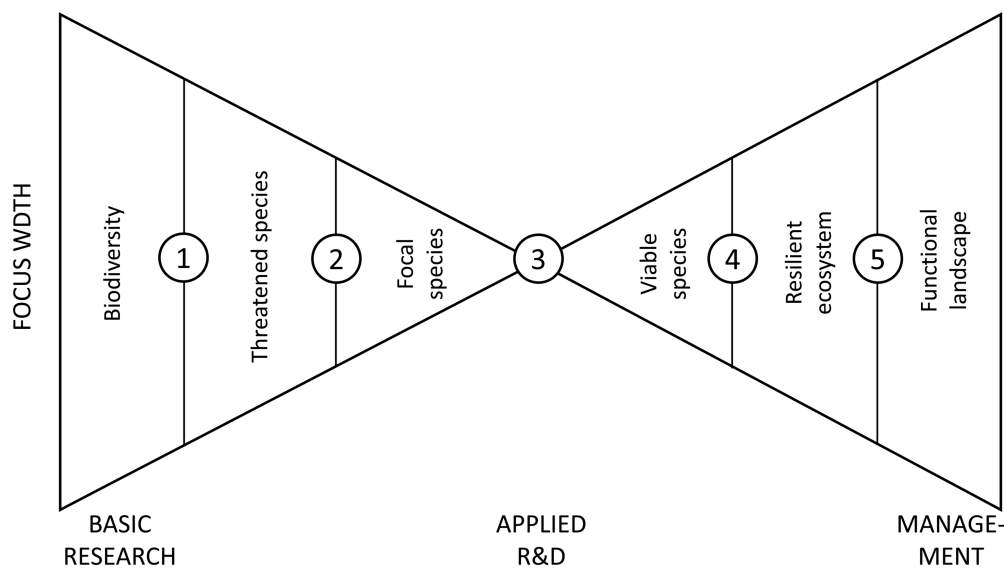 FOCUS WDTH
Biodiversity
1
Threatened species
2
Focal
species
3
Viable
species
4
Resilient
ecosystem
5
Functional
landscape
BASIC
RESEARCH
APPLIED
R&D
MANAGE-
MENT